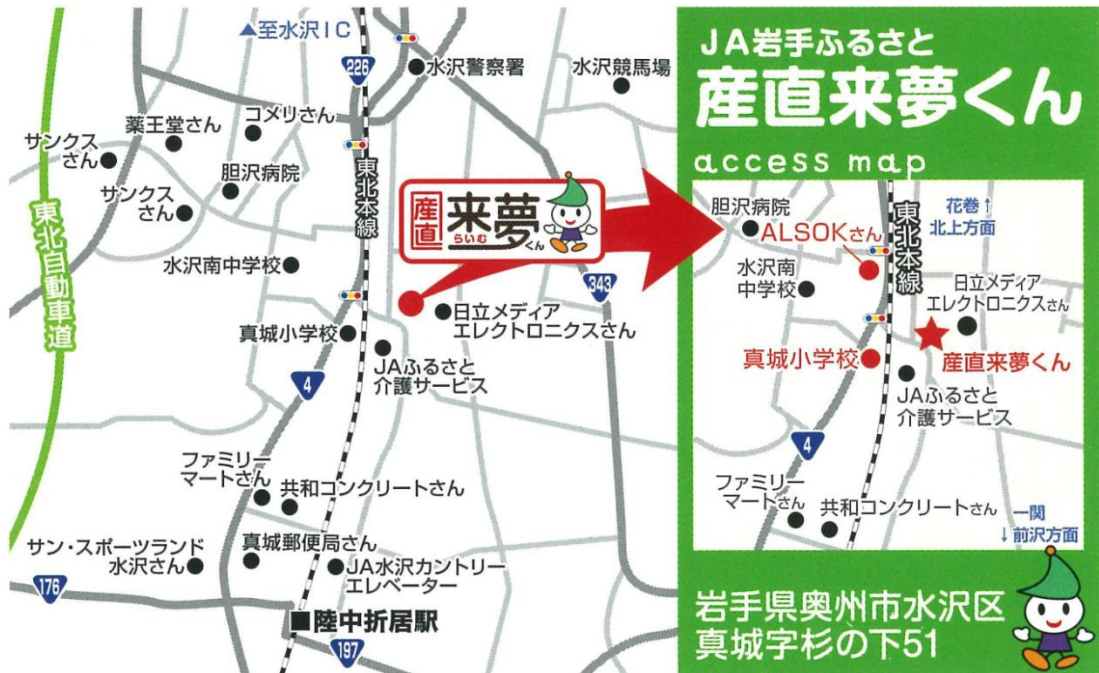 ▲至水沢IC
226
水沢警察署
水沢競馬場
コメリさん
薬王堂さん
サンクス
さん
胆沢病院
サンクス
さん
東北本線
東北自動車道
産直
来夢くん
らいむ
水沢南中学校
343
日立メディア
エレクトロニクスさん
真城小学校
JAふるさと
介護サービス
4
ファミリー
マートさん
共和コンクリートさん
サン・スポーツランド
水沢さん
真城郵便局さん
JA水沢カントリー
エレベーター
176
■陸中折居駅
197
JA岩手ふるさと
産直来夢くん
access map
胆沢病院
ALSOKさん
東北本線
花巻↑
北上方面
水沢南
中学校
日立メディア
エレクトロニクスさん
真城小学校
産直来夢くん
JAふるさと
介護サービス
4
ファミリー
マートさん
共和コンクリートさん
一関
↓前沢方面
岩手県奥州市水沢区
真城字杉の下51